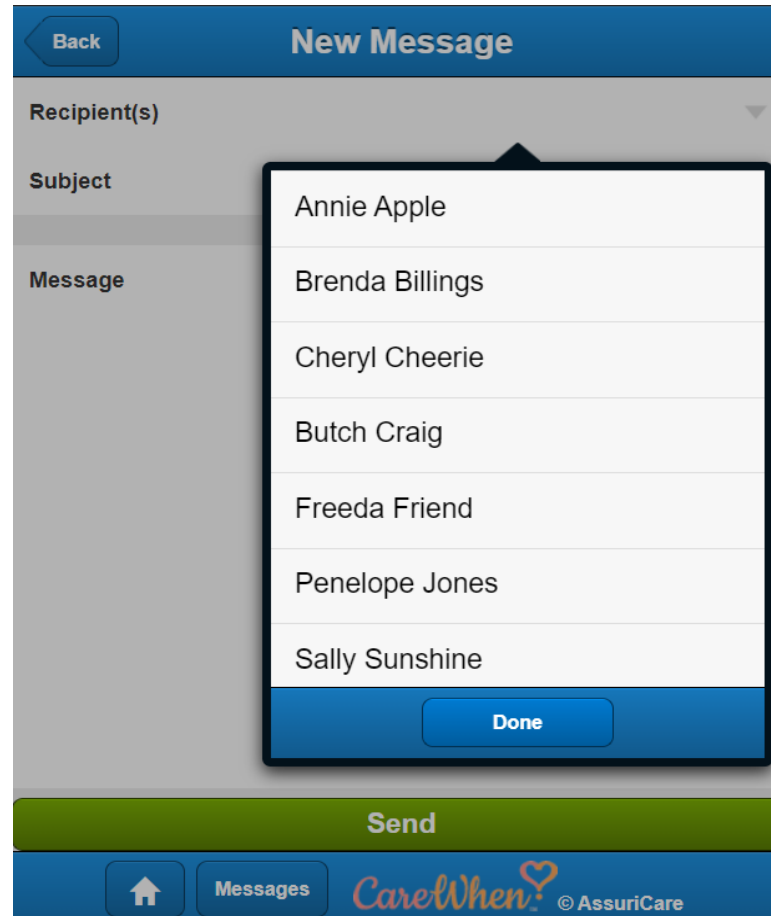 Back
New Message
Recipient(s)
Subject
Message
Annie Apple
Brenda Billings
Cheryl Cheerie
Butch Craig
Freeda Friend
Penelope Jones
Sally Sunshine
Done
Send
Messages
CareWhen™ © AssuriCare